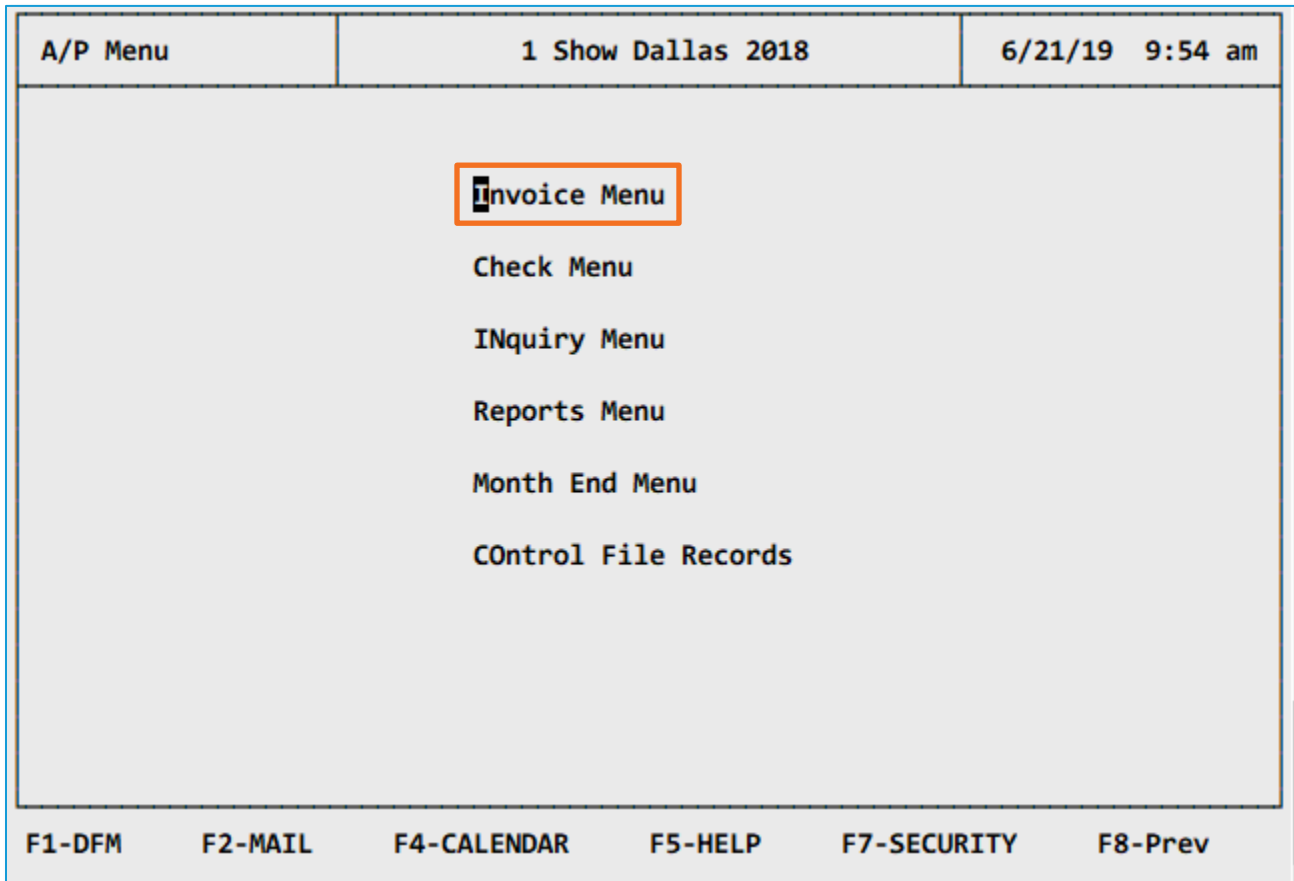 A/P Menu 1 Show Dallas 2018 6/21/19 9:54 am
Invoice Menu
Check Menu
INquiry Menu
Reports Menu
Month End Menu
COntrol File Records
F1-DFM F2-MAIL F4-CALENDAR F5-HELP F7-SECURITY F8-Prev